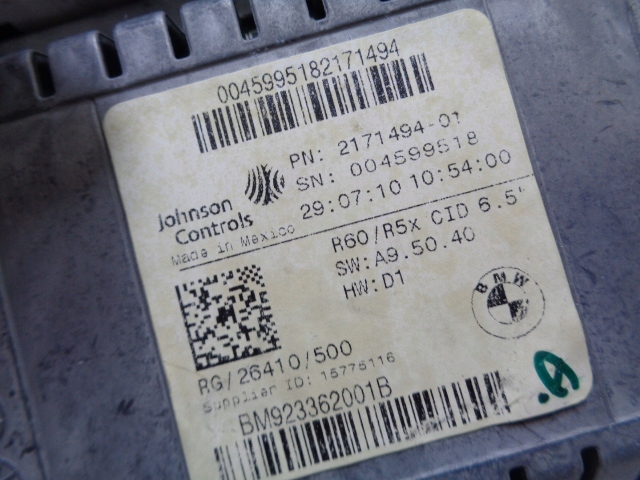 0045995182171494
PN: 2171494-01
SN: 004599518
29:07:10 10:54:00
Johnson
Controls
Made in Mexico
R60/R5x CID 6.5"
SW:A9.50.40
HW:D1
BMW
RG/26410/500
Supplier ID: 15775116
BM923362001B